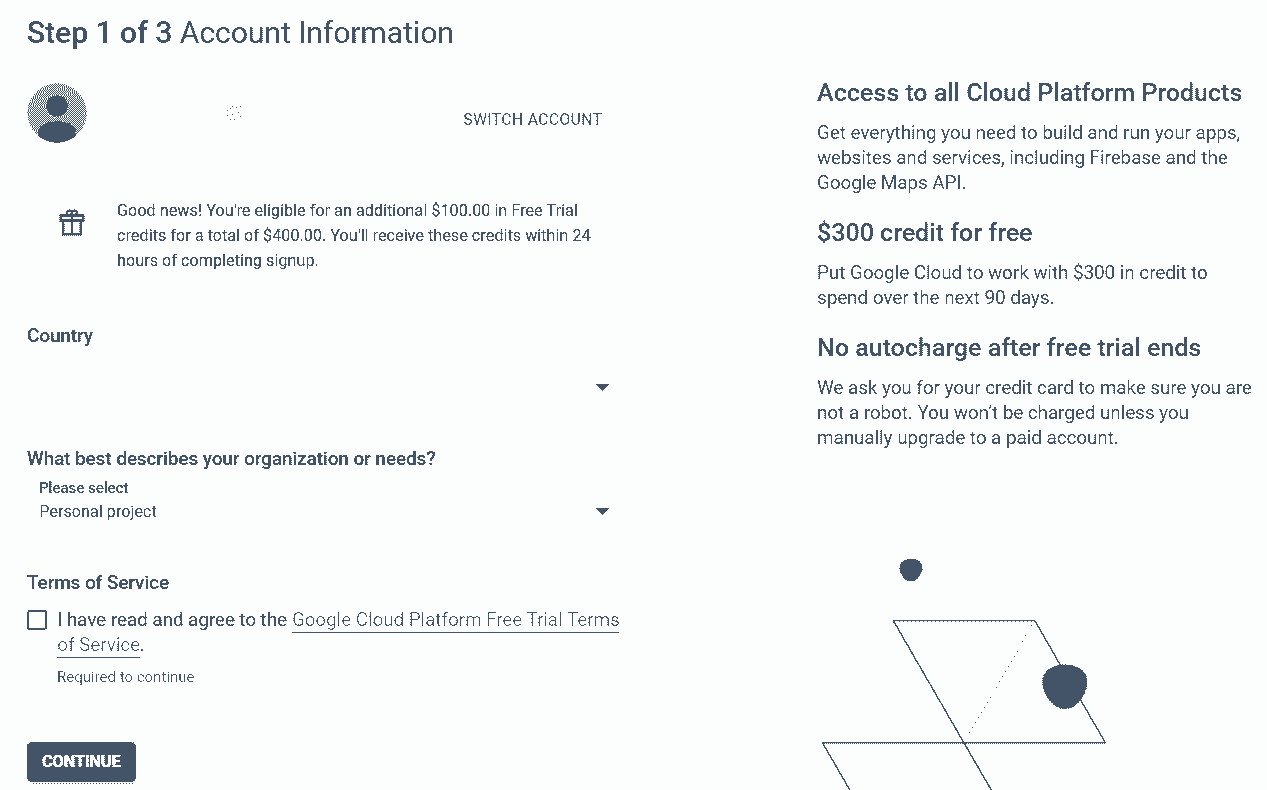 Step 1 of 3 Account Information
SWITCH ACCOUNT
Good news! You're eligible for an additional $100.00 in Free Trial
credits for a total of $400.00. You'll receive these credits within 24
hours of completing signup.
Country
What best describes your organization or needs?
Please select
Personal project
Terms of Service
I have read and agree to the Google Cloud Platform Free Trial Terms
of Service.
Required to continue
CONTINUE
Access to all Cloud Platform Products
Get everything you need to build and run your apps,
websites and services, including Firebase and the
Google Maps API.
$300 credit for free
Put Google Cloud to work with $300 in credit to
spend over the next 90 days.
No autocharge after free trial ends
We ask you for your credit card to make sure you are
not a robot. You won't be charged unless you
manually upgrade to a paid account.